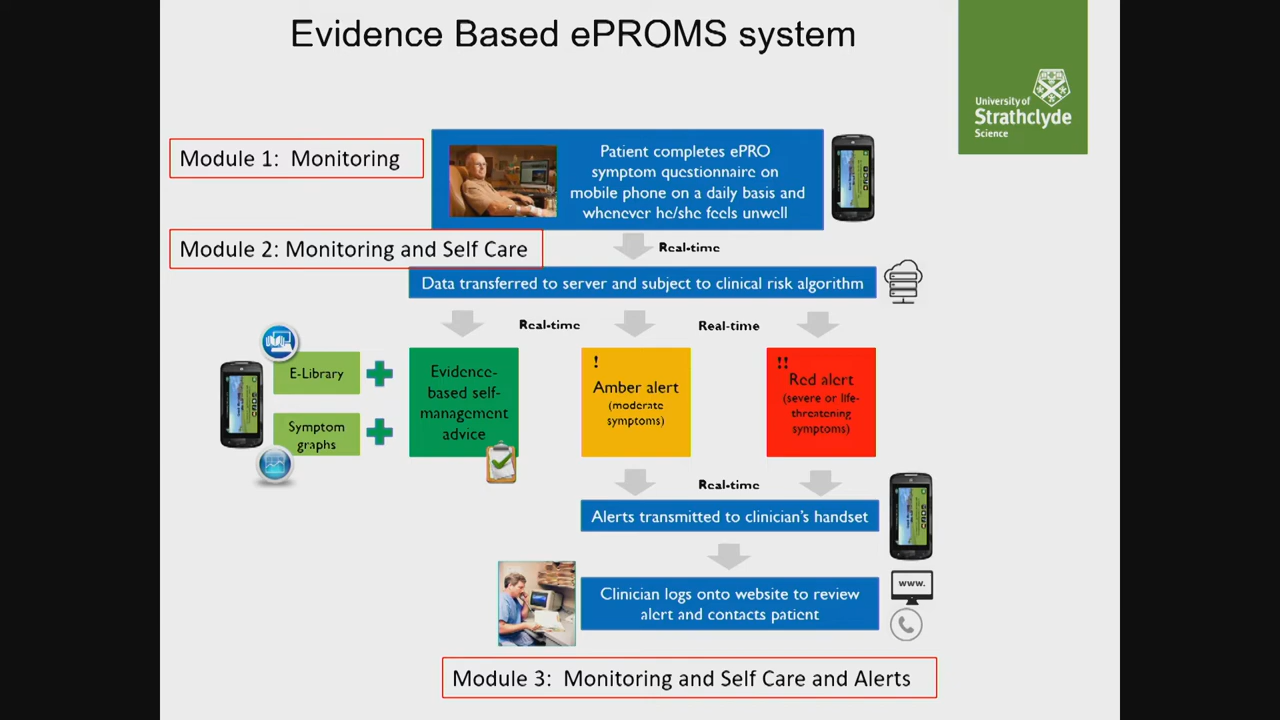 Evidence Based ePROMS system
University of
Strathclyde
Science
Module 1: Monitoring
Patient completes ePRO
symptom questionnaire on
mobile phone on a daily basis and
whenever he/she feels unwell
Module 2: Monitoring and Self Care
Real-time
Data transferred to server and subject to clinical risk algorithm
Real-time
Real-time
E-Library
Symptom
graphs
Evidence-
based self-
management
advice
!
Amber alert
(moderate
symptoms)
!!
Red alert
(severe or life-
threatening
symptoms)
Real-time
Alerts transmitted to clinician's handset
Clinician logs onto website to review
alert and contacts patient
www.
Module 3: Monitoring and Self Care and Alerts